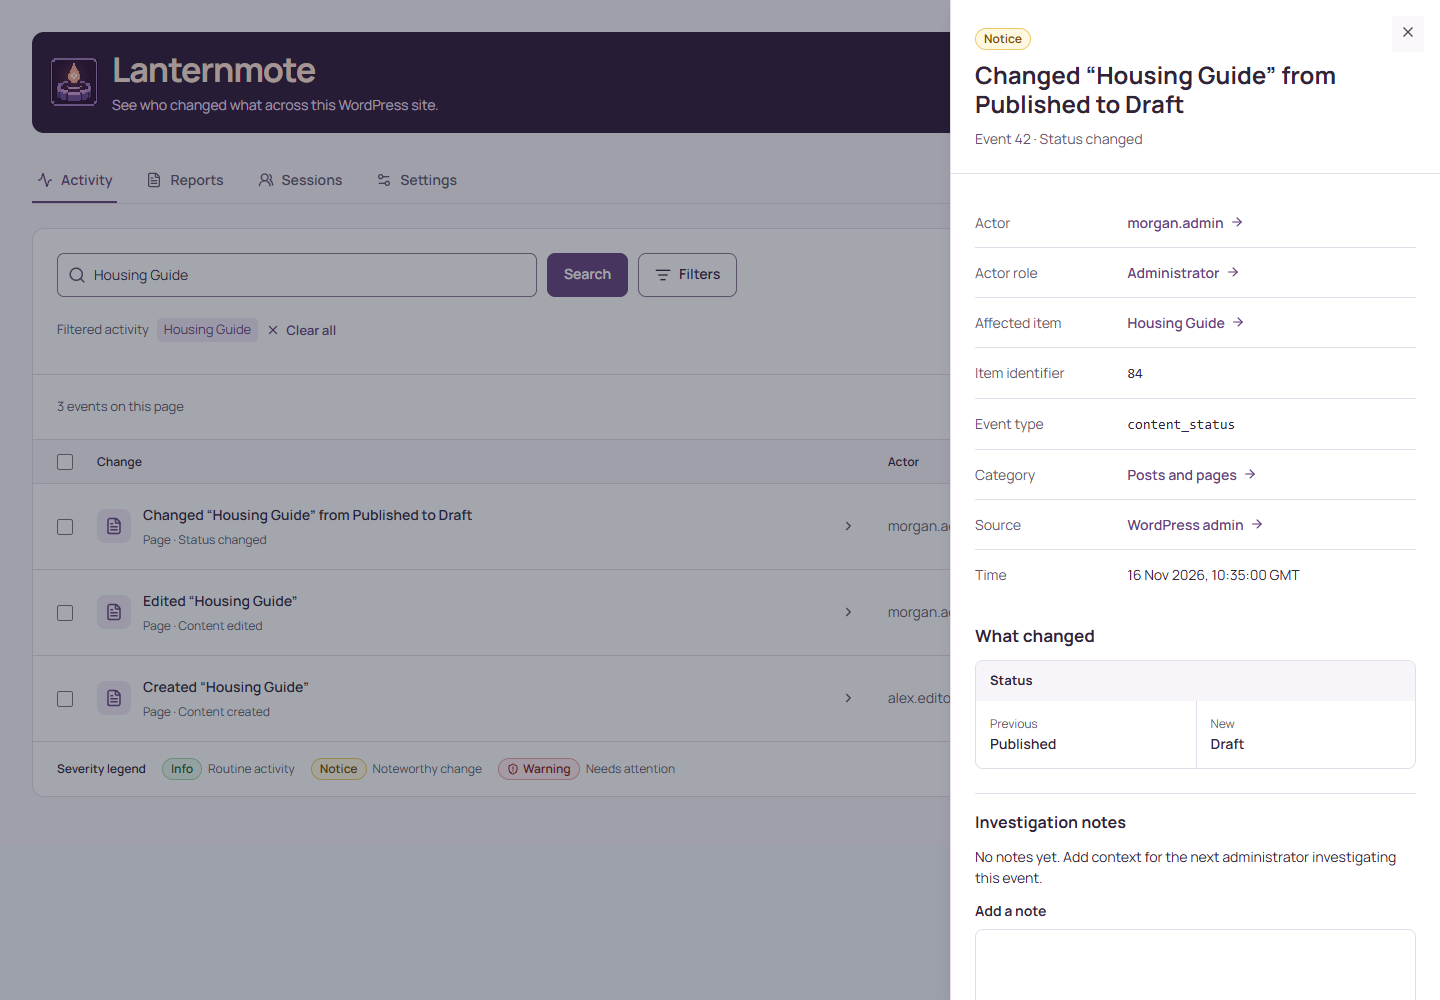 Lanternmote
See who changed what across this WordPress site.
Activity
Reports
Sessions
Settings
Housing Guide
Search
Filters
Filtered activity
Housing Guide
Clear all
3 events on this page
Change
Actor
Changed “Housing Guide” from Published to Draft
Page · Status changed
Edited “Housing Guide”
Page · Content edited
morgan.a
Created “Housing Guide”
Page · Content created
alex.edito
Severity legend
Info
Routine activity
Notice
Noteworthy change
Warning
Needs attention
Notice
Changed “Housing Guide” from
Published to Draft
Event 42 · Status changed
Actor
morgan.admin
Actor role
Administrator
Affected item
Housing Guide
Item identifier
84
Event type
content_status
Category
Posts and pages
Source
WordPress admin
Time
16 Nov 2026, 10:35:00 GMT
What changed
Status
Previous
Published
New
Draft
Investigation notes
No notes yet. Add context for the next administrator investigating
this event.
Add a note